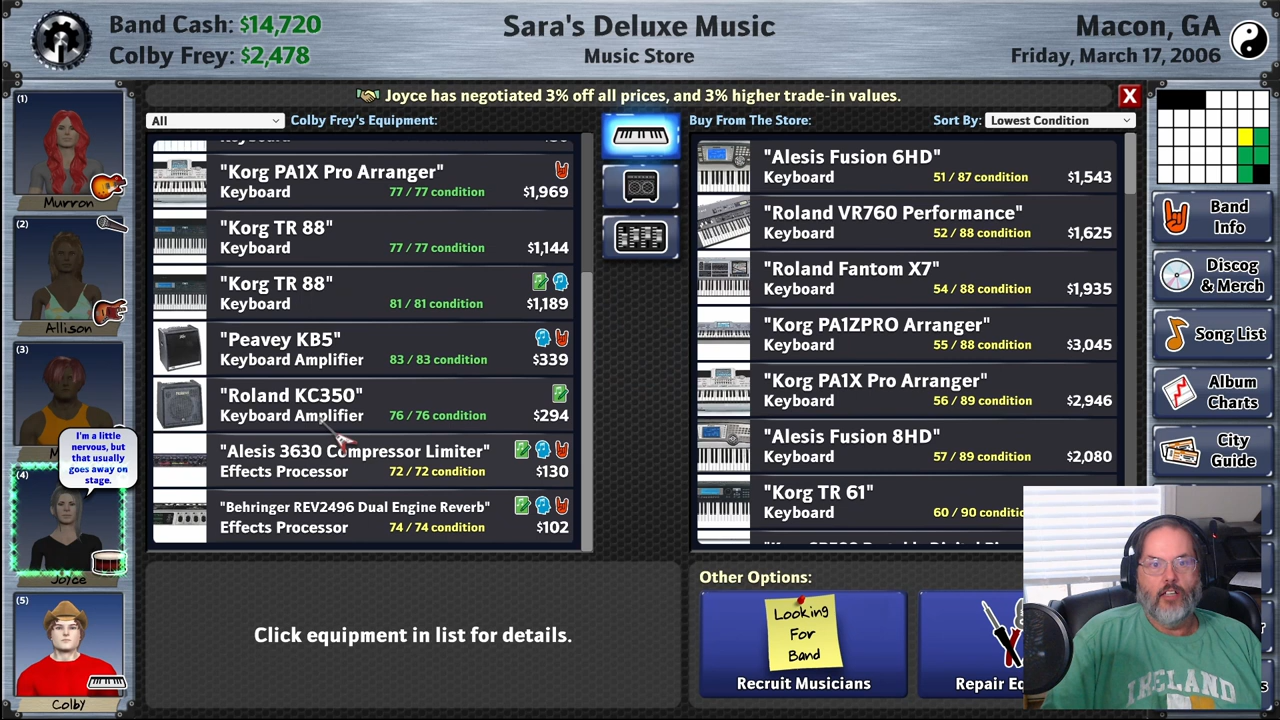 Band Cash: $14,720
Colby Frey: $2,478
Sara's Deluxe Music
Music Store
Macon, GA
Friday, March 17, 2006
Joyce has negotiated 3% off all prices, and 3% higher trade-in values.
X
All
Colby Frey's Equipment:
Buy From The Store:
Sort By:
Lowest Condition
(1)
Murron
(2)
Allison
(3)
I'm a little
nervous, but
that usually
goes away on
stage.
(4)
Joyce
(5)
Colby
"Korg PA1X Pro Arranger"
Keyboard
77 / 77 condition
$1,969
"Korg TR 88"
Keyboard
77 / 77 condition
$1,144
"Korg TR 88"
Keyboard
81 / 81 condition
$1,189
"Peavey KB5"
Keyboard Amplifier
83 / 83 condition
$339
"Roland KC350"
Keyboard Amplifier
76 / 76 condition
$294
"Alesis 3630 Compressor Limiter"
Effects Processor
72 / 72 condition
$130
"Behringer REV2496 Dual Engine Reverb"
Effects Processor
74 / 74 condition
$102
"Alesis Fusion 6HD"
Keyboard
51 / 87 condition
$1,543
"Roland VR760 Performance"
Keyboard
52 / 88 condition
$1,625
"Roland Fantom X7"
Keyboard
54 / 88 condition
$1,935
"Korg PA1ZPRO Arranger"
Keyboard
55 / 88 condition
$3,045
"Korg PA1X Pro Arranger"
Keyboard
56 / 89 condition
$2,946
"Alesis Fusion 8HD"
Keyboard
57 / 89 condition
$2,080
"Korg TR 61"
Keyboard
60 / 90
Click equipment in list for details.
Other Options:
Looking
For
Band
Recruit Musicians
Repair
Band
Info
Discog
& Merch
Song List
Album
Charts
City
Guide
IRELAND